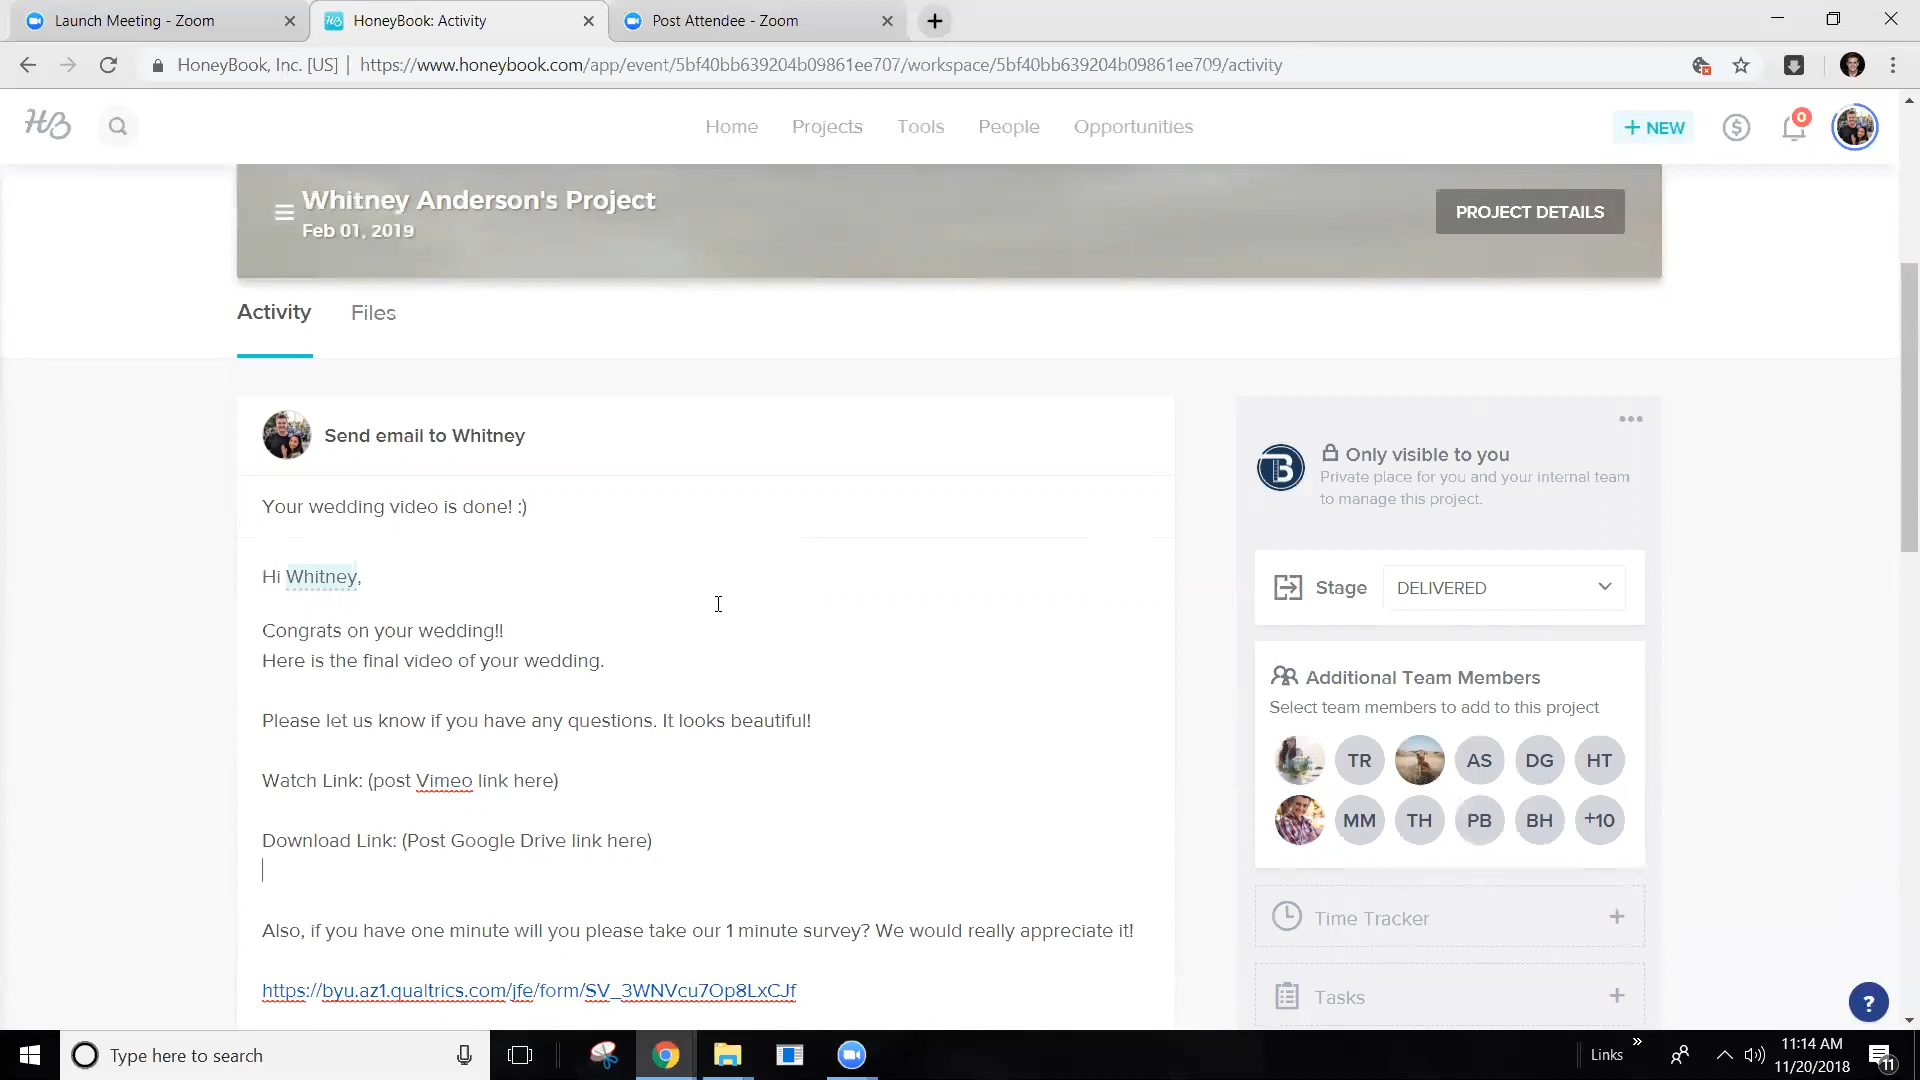 Launch Meeting - Zoom
HoneyBook: Activity
Post Attendee - Zoom
HoneyBook, Inc. [US] | https://www.honeybook.com/app/event/5bf40bb639204b09861ee707/workspace/5bf40bb639204b09861ee709/activity
HB
Home
Projects
Tools
People
Opportunities
+ NEW
0
Whitney Anderson's Project
Feb 01, 2019
PROJECT DETAILS
Activity
Files
Send email to Whitney
Your wedding video is done! :)
Hi Whitney,
Congrats on your wedding!!
Here is the final video of your wedding.
Please let us know if you have any questions. It looks beautiful!
Watch Link: (post Vimeo link here)
Download Link: (Post Google Drive link here)
Also, if you have one minute will you please take our 1 minute survey? We would really appreciate it!
https://byu.az1.qualtrics.com/jfe/form/SV_3WNVcu7Op8LxCJf
Only visible to you
Private place for you and your internal team
to manage this project.
Stage
DELIVERED
Additional Team Members
Select team members to add to this project
TR
AS
DG
HT
MM
TH
PB
BH
+10
Time Tracker
Tasks
?
Type here to search
Links
11:14 AM
11/20/2018
11